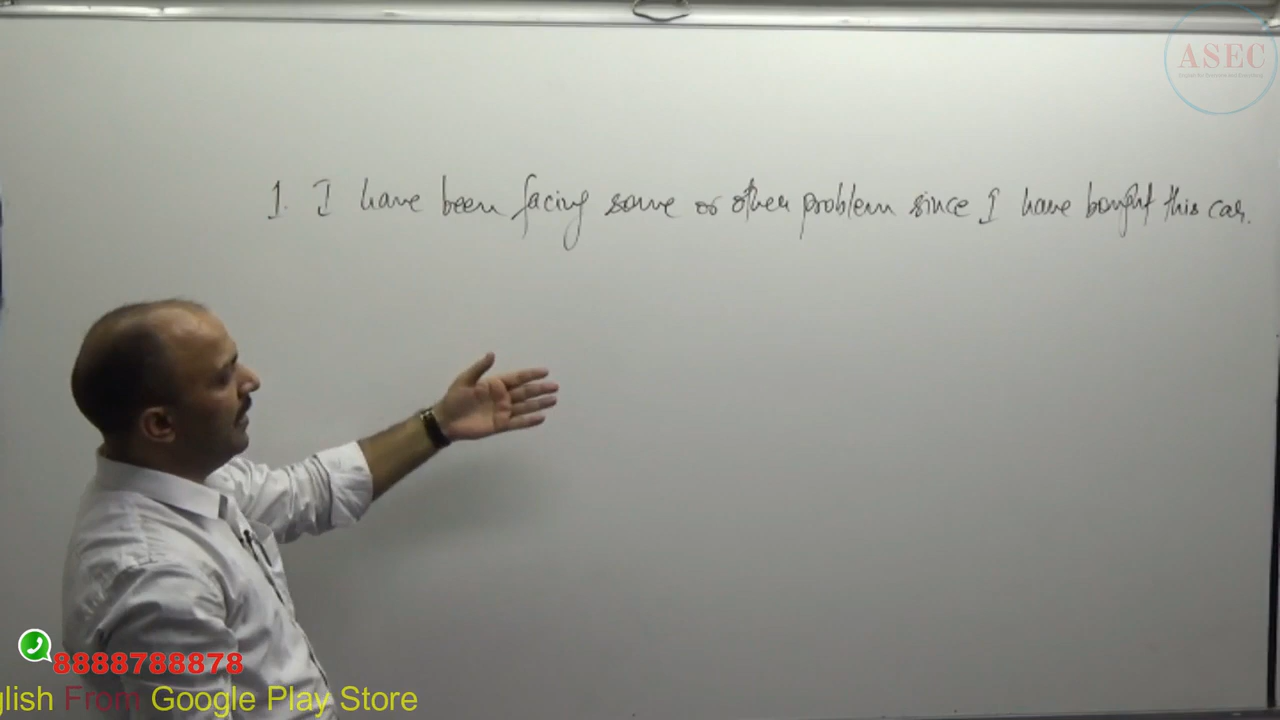 ASEC
1. I have been facing some or other problem since I have bought this car.
8888788878
glish From Google Play Store